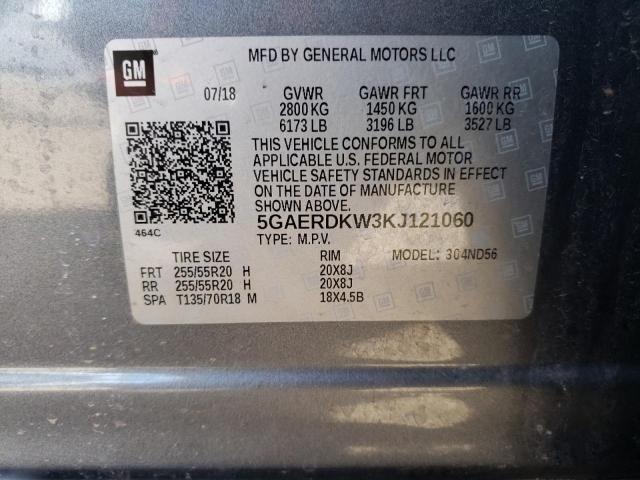 GM
MFD BY GENERAL MOTORS LLC
07/18 GVWR GAWR FRT GAWR RR
2800 KG 1450 KG 1600 KG
6173 LB 3196 LB 3527 LB
THIS VEHICLE CONFORMS TO ALL
APPLICABLE U.S. FEDERAL MOTOR
VEHICLE SAFETY STANDARDS IN EFFECT
ON THE DATE OF MANUFACTURE
SHOWN ABOVE.
464C
5GAERDKW3KJ121060
TYPE: M.P.V. MODEL: 304ND56
TIRE SIZE RIM
FRT 255/55R20 H 20X8J
RR 255/55R20 H 20X8J
SPA T135/70R18 M 18X4.5B